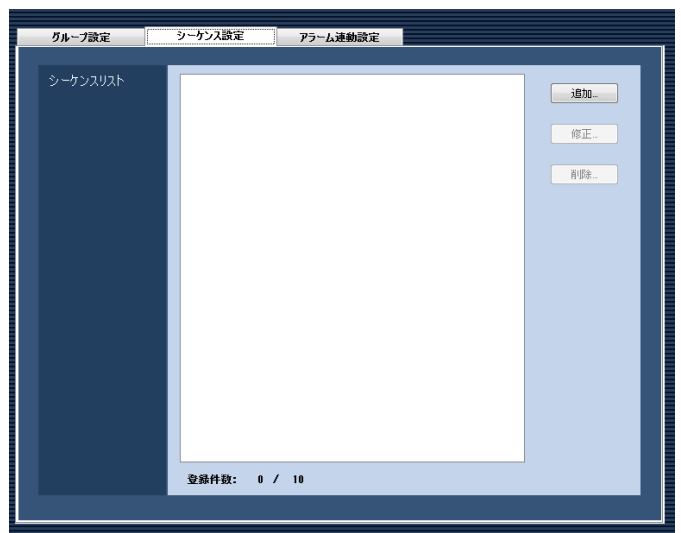 グループ設定 シーケンス設定 アラーム連動設定
シーケンスリスト
追加...
修正...
削除...
登録件数: 0 / 10